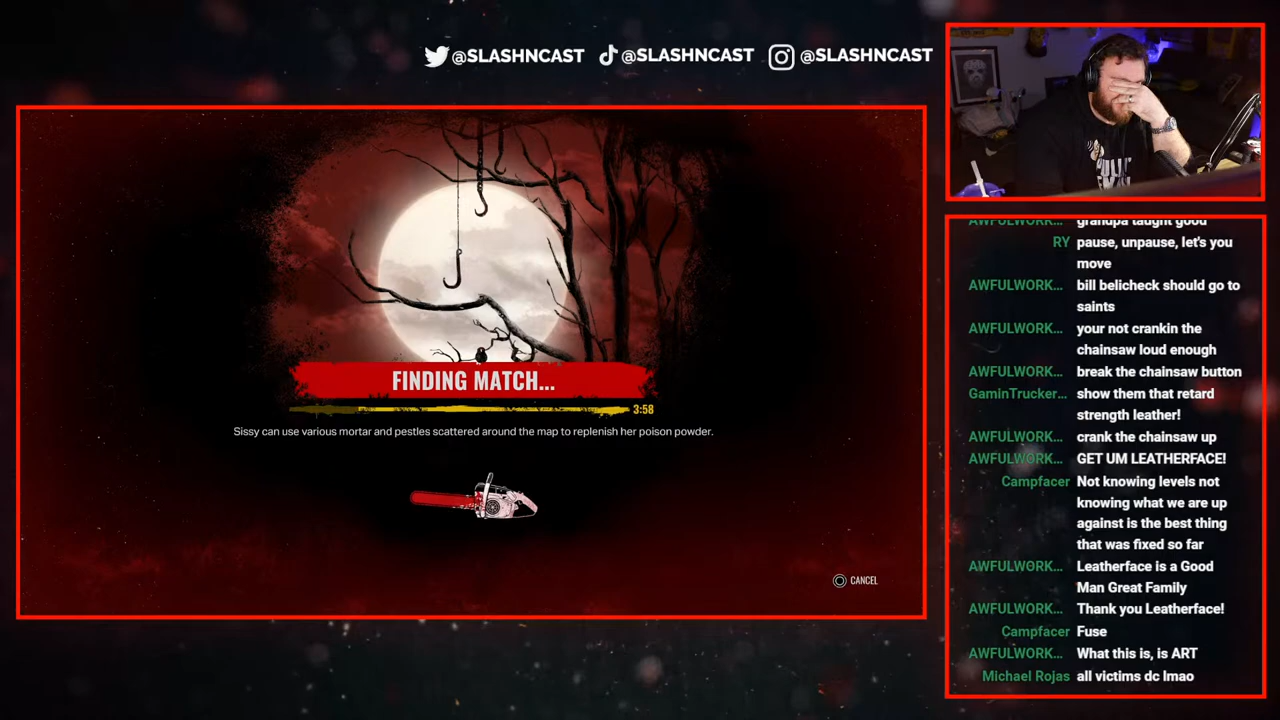 @SLASHNCAST @SLASHNCAST @SLASHNCAST
FINDING MATCH...
3:58
Sissy can use various mortar and pestles scattered around the map to replenish her poison powder.
CANCEL
AWFULWORK... grandpa taught good
RY pause, unpause, let's you
move
AWFULWORK... bill belicheck should go to
saints
AWFULWORK... your not crankin the
chainsaw loud enough
AWFULWORK... break the chainsaw button
GaminTrucker... show them that retard
strength leather!
AWFULWORK... crank the chainsaw up
AWFULWORK... GET UM LEATHERFACE!
Campfacer Not knowing levels not
knowing what we are up
against is the best thing
that was fixed so far
AWFULWORK... Leatherface is a Good
Man Great Family
AWFULWORK... Thank you Leatherface!
Campfacer Fuse
AWFULWORK... What this is, is ART
Michael Rojas all victims dc lmao